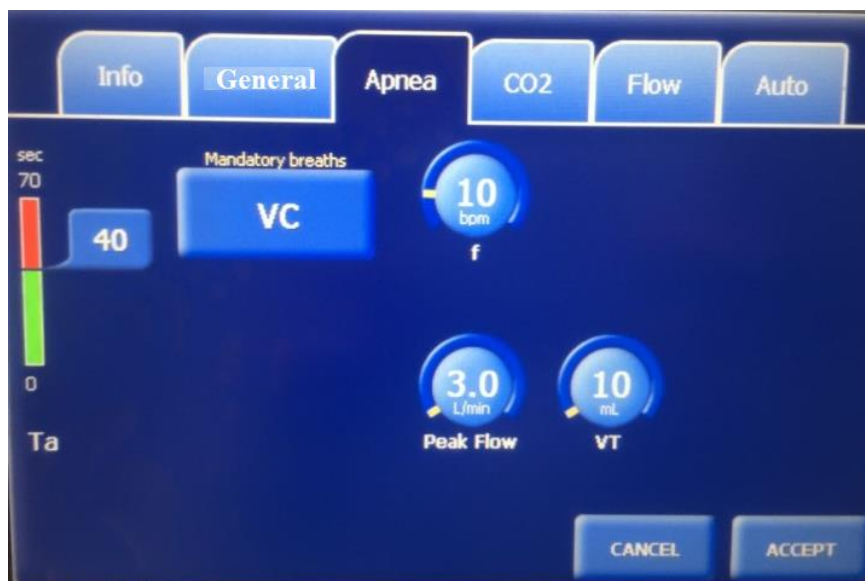 Info
General
Apnea
CO2
Flow
Auto
sec
70
40
0
Ta
Mandatory breaths
VC
10
bpm
f
3.0
L/min
Peak Flow
10
mL
VT
CANCEL
ACCEPT